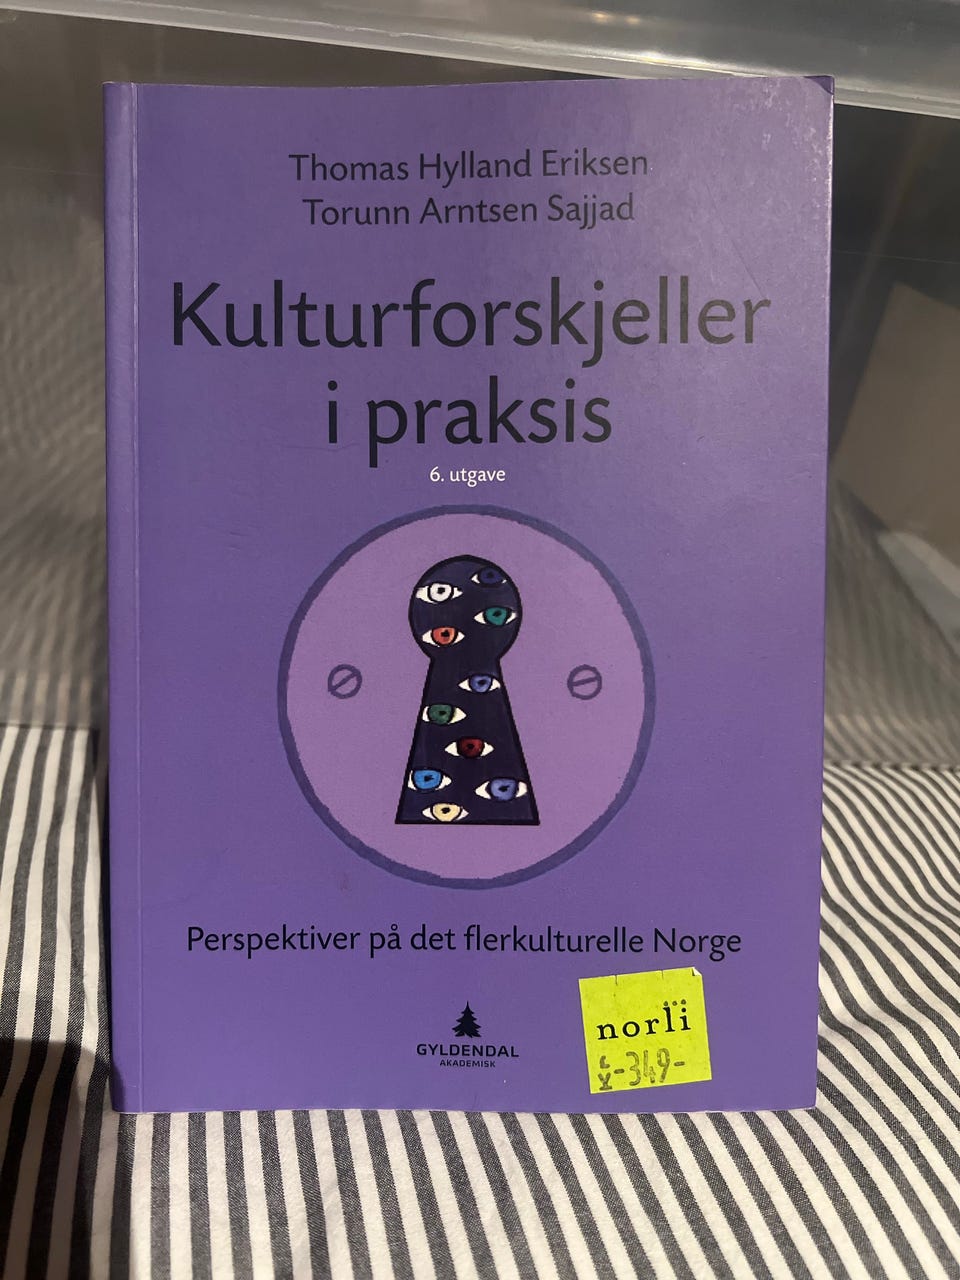 Thomas Hylland Eriksen
Torunn Arntsen Sajjad
Kulturforskjeller
i praksis
6. utgave
Perspektiver på det flerkulturelle Norge
GYLDENDAL
AKADEMISK
norli
-349-